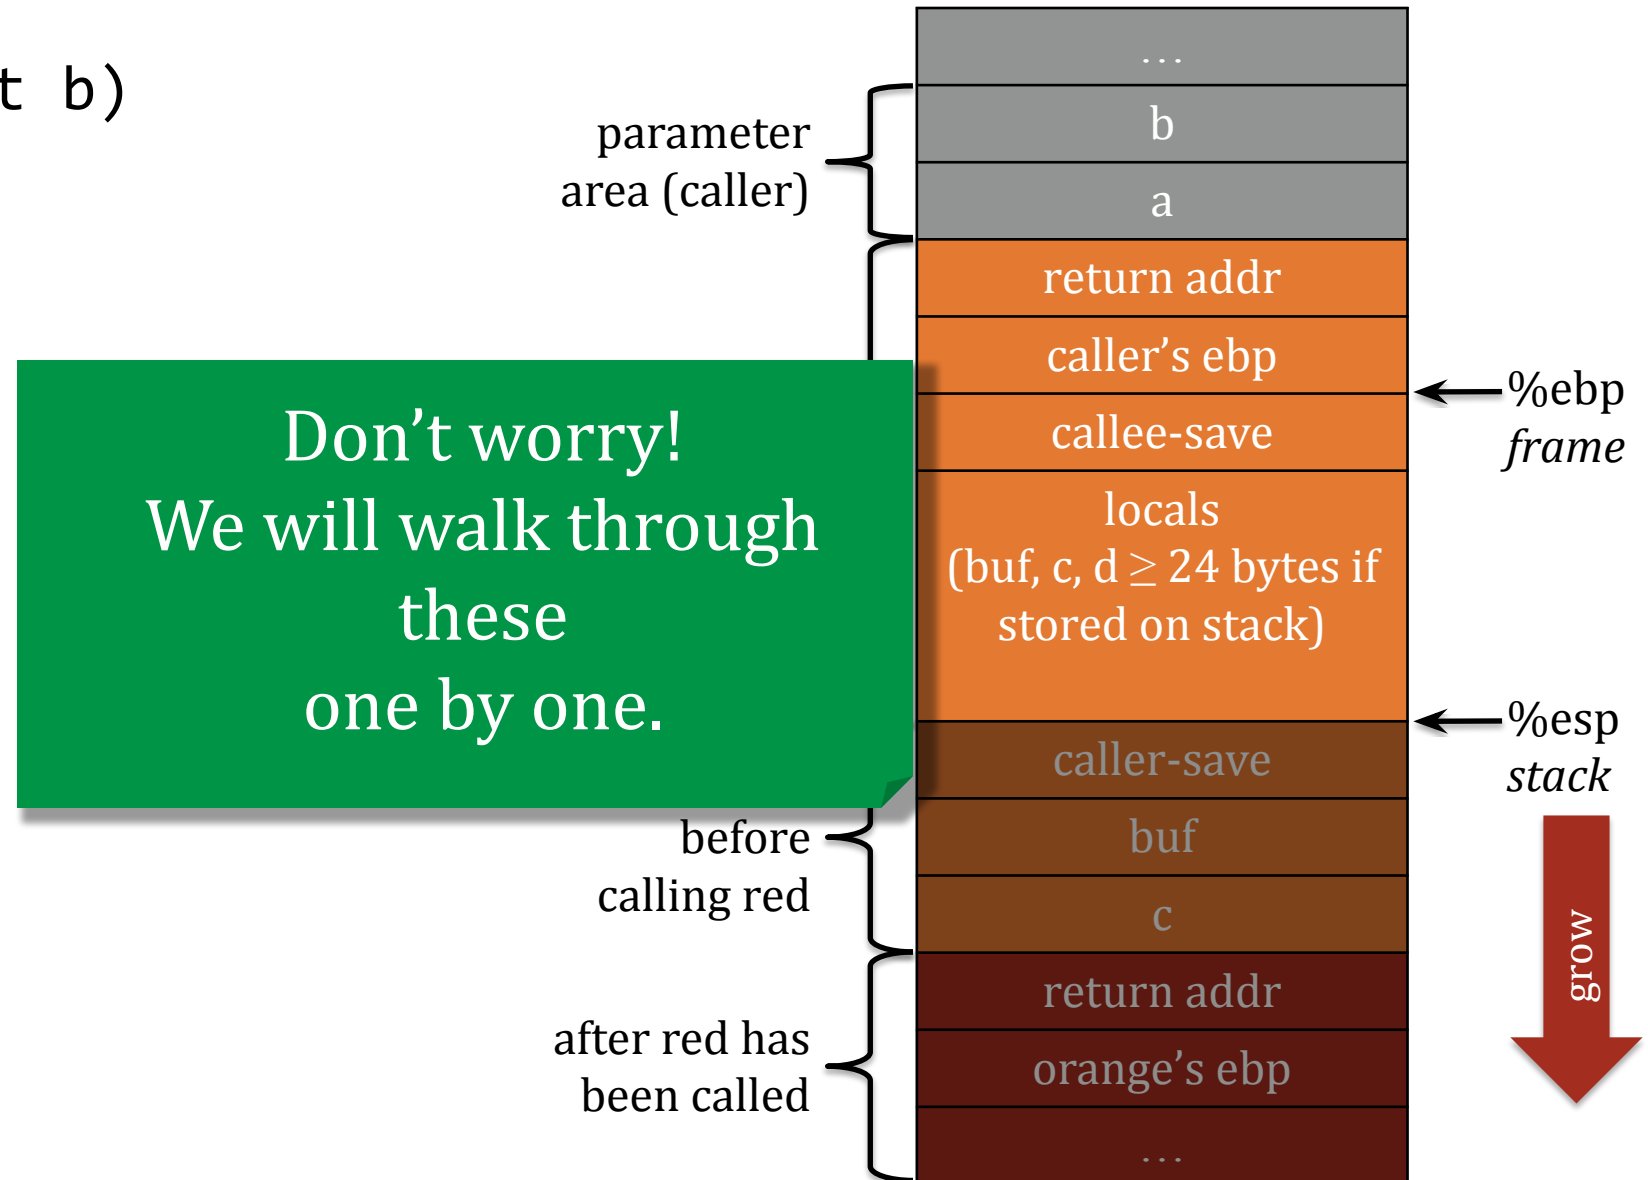 t b)
parameter
area (caller)
Don’t worry!
We will walk through
these
one by one.
before
calling red
after red has
been called
...
b
a
return addr
caller’s ebp
callee-save
locals
(buf, c, d ≥ 24 bytes if
stored on stack)
caller-save
buf
c
return addr
orange’s ebp
...
%ebp
frame
%esp
stack
grow